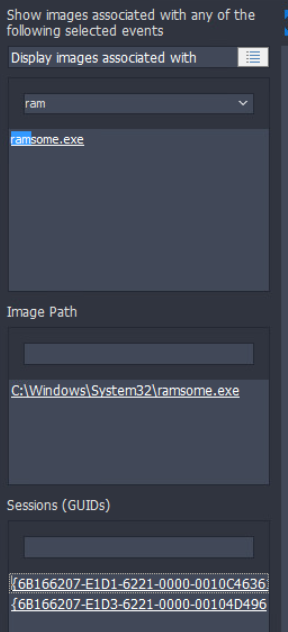 Show images associated with any of the
following selected events
Display images associated with
ram
ramsome.exe
Image Path
C:\Windows\System32\ramsome.exe
Sessions (GUIDs)
{6B166207-E1D1-6221-0000-0010C4636
{6B166207-E1D3-6221-0000-00104D496